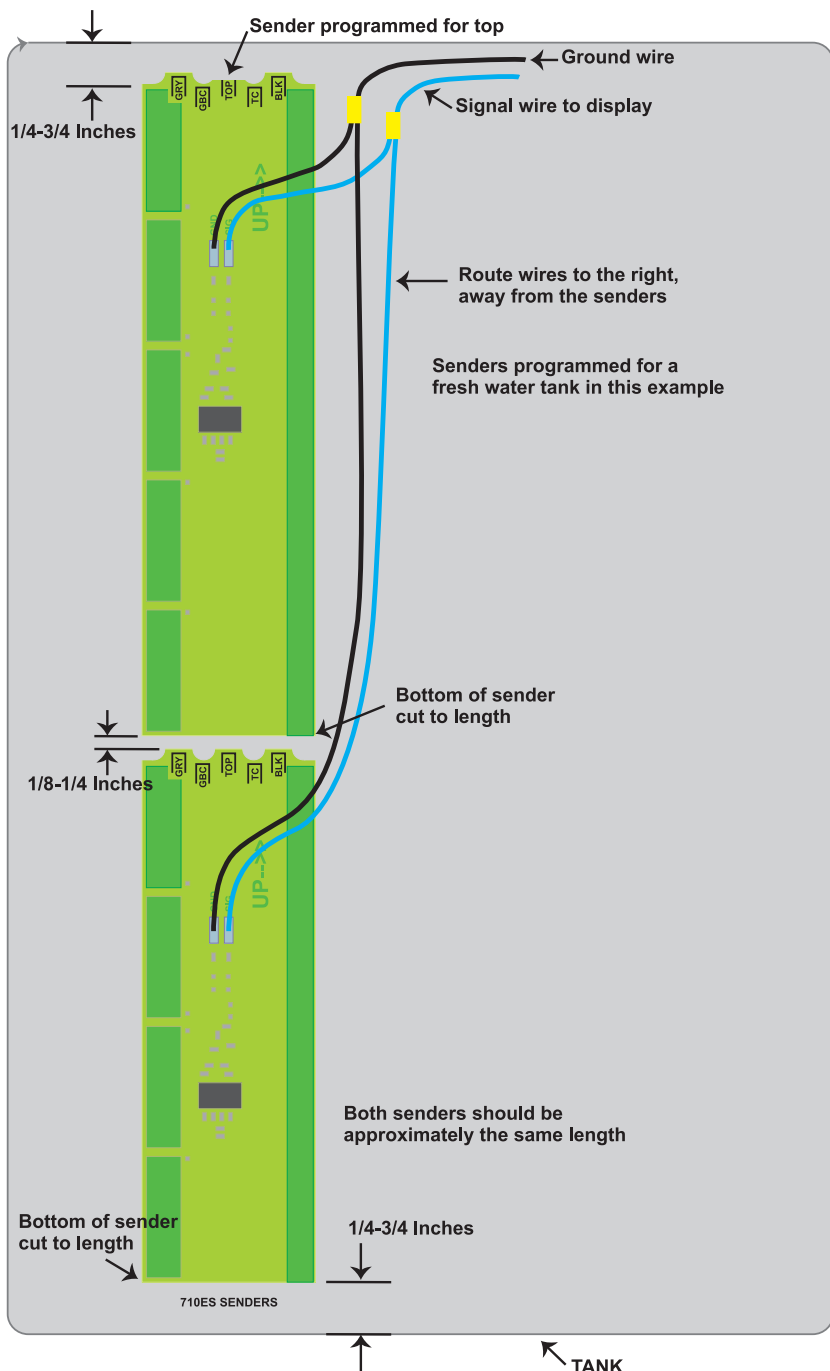 Sender programmed for top
Ground wire
Signal wire to display
1/4-3/4 Inches
GRY
GBC
TOP
TC
BLK
UP-->>
SIG
Route wires to the right,
away from the senders
Senders programmed for a
fresh water tank in this example
Bottom of sender
cut to length
1/8-1/4 Inches
GRY
GBC
TOP
TC
BLK
UP-->>
Both senders should be
approximately the same length
Bottom of sender
cut to length
1/4-3/4 Inches
710ES SENDERS
TANK